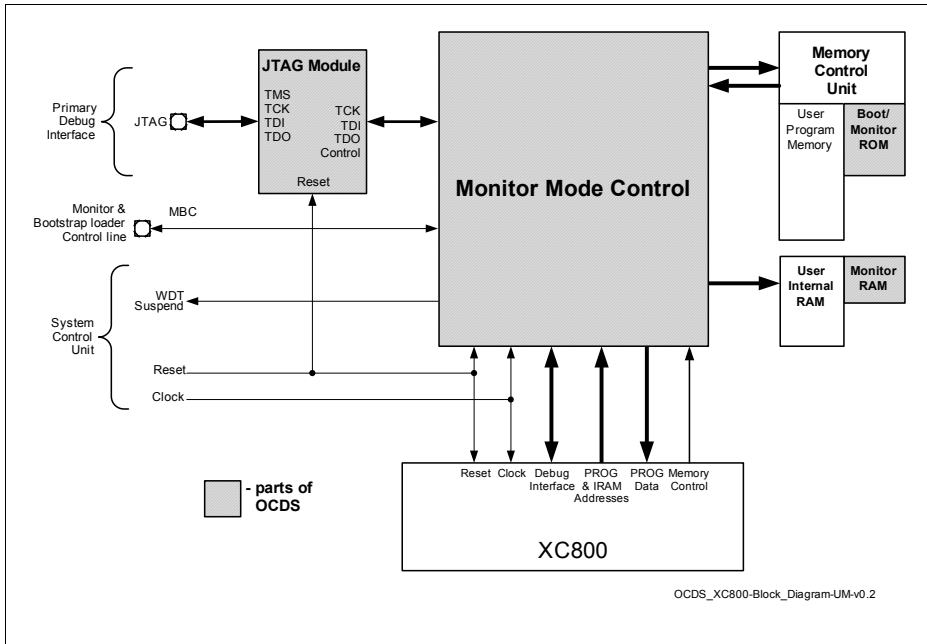 JTAG Module
TMS
TCK
TDI
TDO
TCK
TDI
TDO
Control
Reset
Primary
Debug
Interface
JTAG
Monitor &
Bootstrap loader
Control line
MBC
System
Control
Unit
WDT
Suspend
Reset
Clock
Monitor Mode Control
Memory
Control
Unit
User
Program
Memory
Boot/
Monitor
ROM
User
Internal
RAM
Monitor
RAM
- parts of
OCDS
Reset
Clock
Debug
Interface
PROG
& IRAM
Addresses
PROG
Data
Memory
Control
XC800
OCDS_XC800-Block_Diagram-UM-v0.2